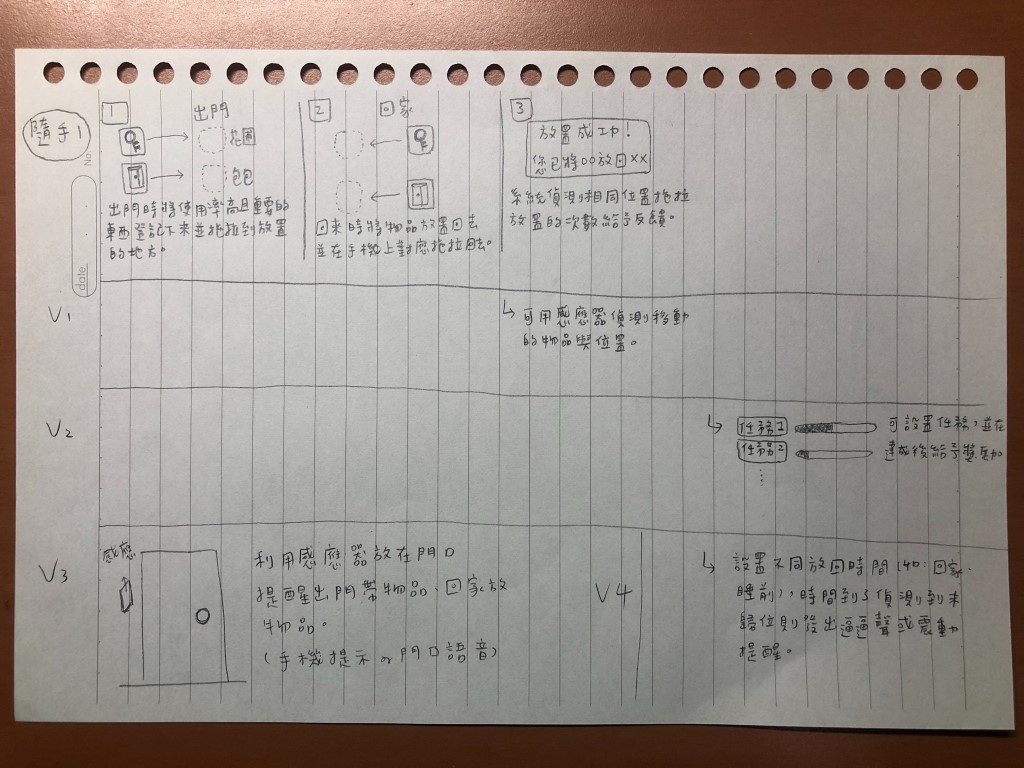 No.
date
隨手1
1 出門
花園
包包
出門時將使用率高且重要的
東西登記下來並拖拉到放置
的地方。
2 回家
回來時將物品放置回去
並在手機上對應拖拉回去。
3
放置成功!
您已將OO放回XX
系統偵測相同位置拖拉
放置的次數給予反饋。
V1
↳ 可用感應器偵測移動
的物品與位置。
V2
↳ 任務1 可設置任務,並在
任務2 達成後給予獎勵
V3
感應
利用感應器放在門口
提醒出門帶物品、回家放
物品。
(手機提示 or 門口語音)
V4
↳ 設置不同放回時間(如:回家、
睡前),時間到了偵測到未
歸位則發出逼逼聲或震動
提醒。